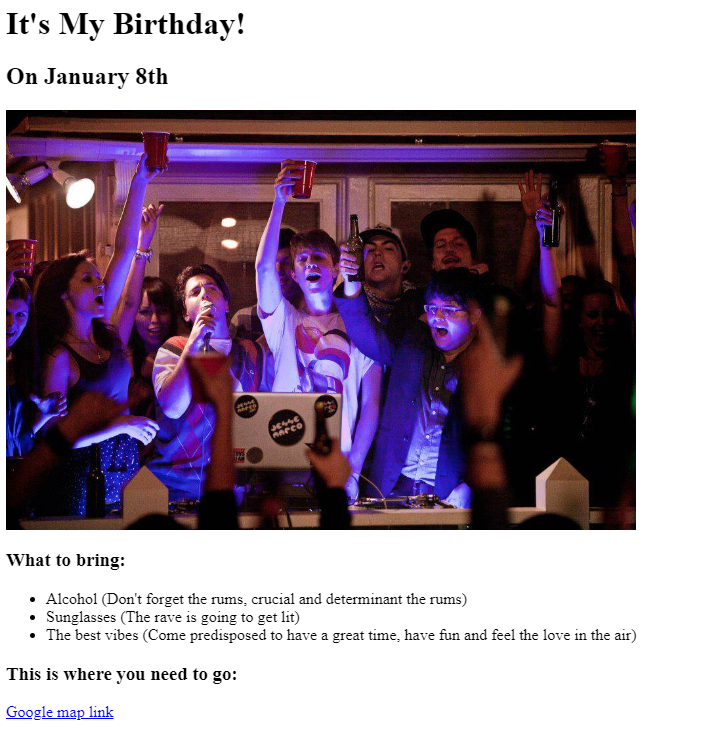 It's My Birthday!
On January 8th
JESSE
MARCO
What to bring:
Alcohol (Don't forget the rums, crucial and determinant the rums)
Sunglasses (The rave is going to get lit)
The best vibes (Come predisposed to have a great time, have fun and feel the love in the air)
This is where you need to go:
Google map link